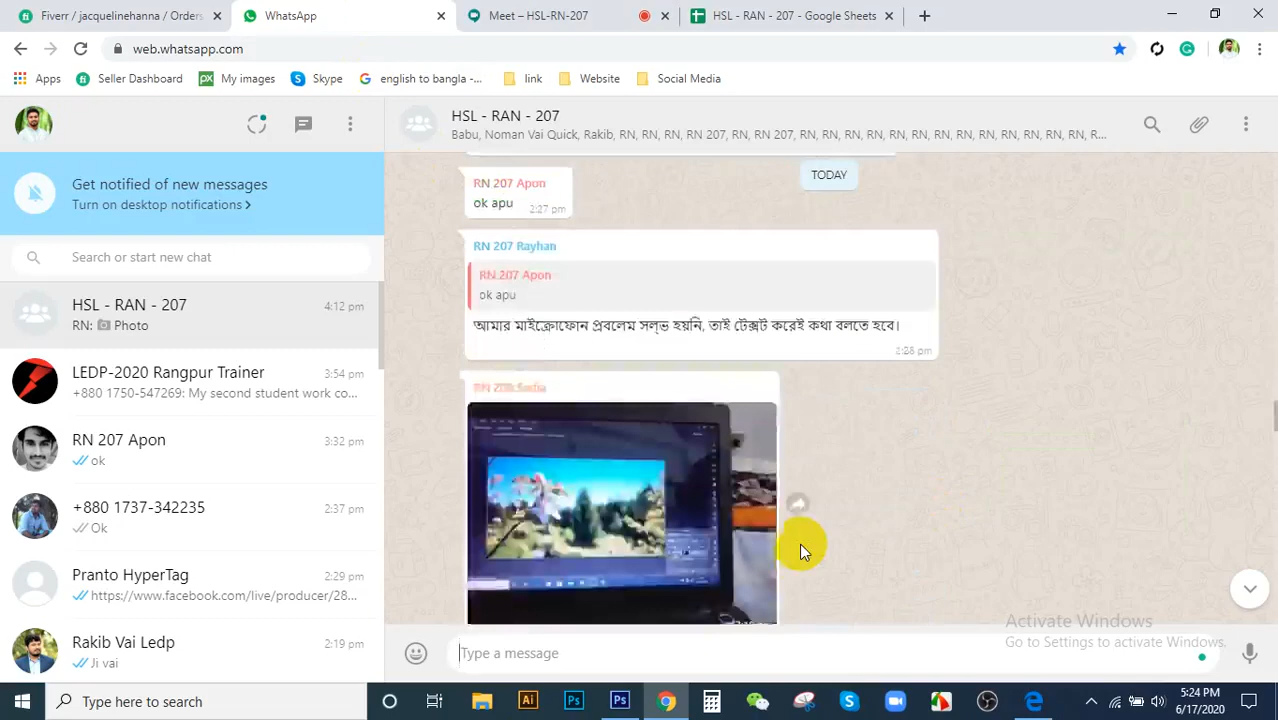 Fiverr / jacquelinehanna / Orders
WhatsApp
Meet – HSL-RN-207
HSL - RAN - 207 - Google Sheets
web.whatsapp.com
Apps
Seller Dashboard
My images
Skype
english to bangla -...
link
Website
Social Media
HSL - RAN - 207
Babu, Noman Vai Quick, Rakib, RN, RN, RN, RN 207, RN, RN 207, RN, RN, RN, RN, RN, RN, RN, RN, RN, RN, RN, RN, RN, R...
Get notified of new messages
Turn on desktop notifications >
Search or start new chat
HSL - RAN - 207
4:12 pm
RN: Photo
LEDP-2020 Rangpur Trainer
3:54 pm
+880 1750-547269: My second student work co...
RN 207 Apon
3:32 pm
ok
+880 1737-342235
2:37 pm
Ok
Pranto HyperTag
2:29 pm
https://www.facebook.com/live/producer/28...
Rakib Vai Ledp
2:19 pm
Ji vai
TODAY
RN 207 Apon
ok apu
2:27 pm
RN 207 Rayhan
RN 207 Apon
ok apu
আমার মাইক্রোফোন প্রবলেম সল্ভ হয়নি, তাই টেক্সট করেই কথা বলতে হবে।
2:28 pm
Type a message
Activate Windows
Go to Settings to activate Windows.
Type here to search
5:24 PM
6/17/2020